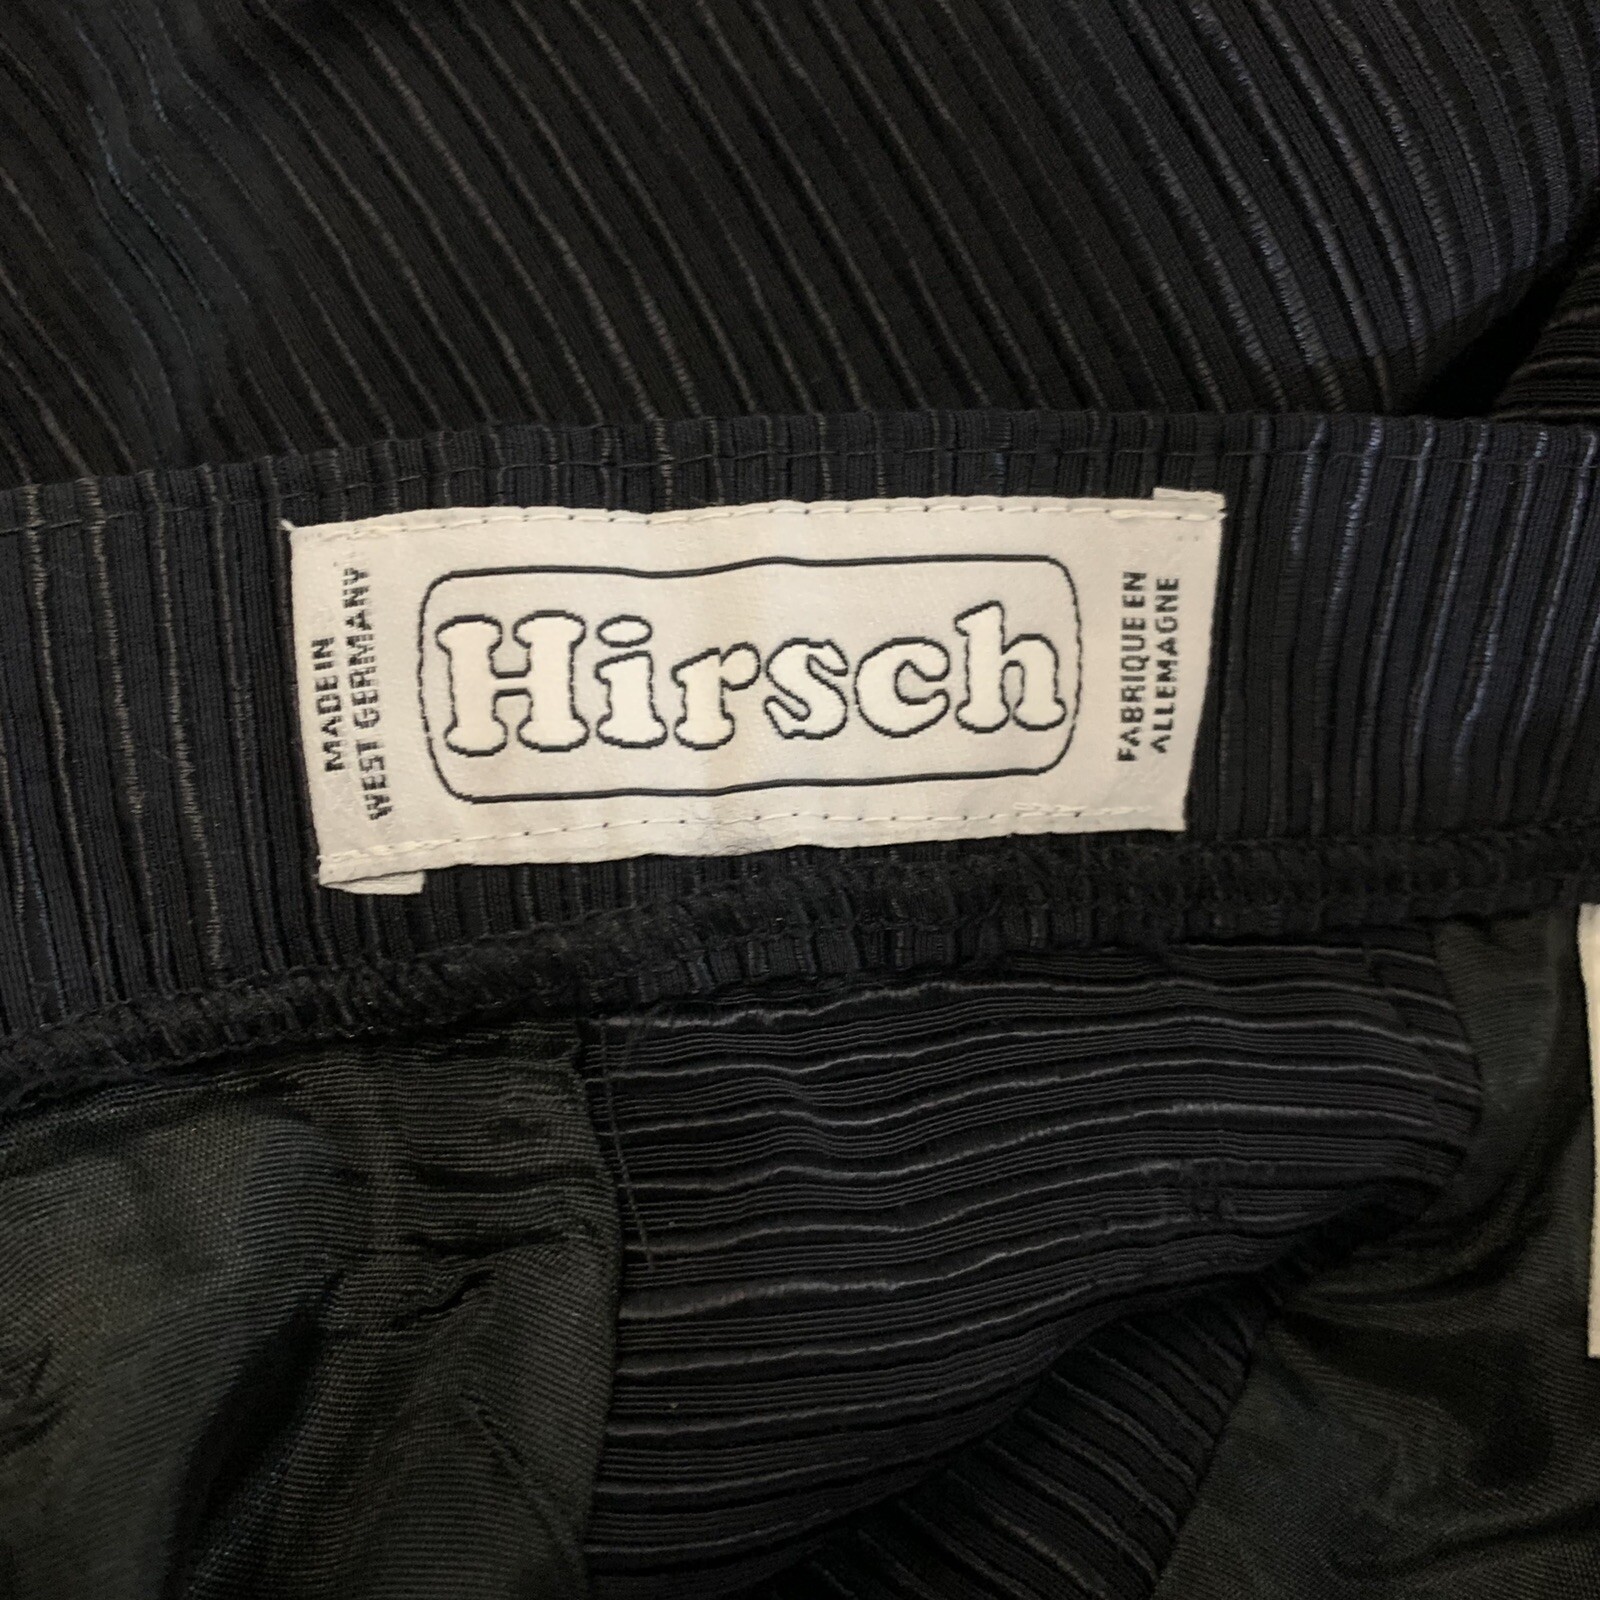 MADE IN
WEST GERMANY
Hirsch
FABRIQUE EN
ALLEMAGNE